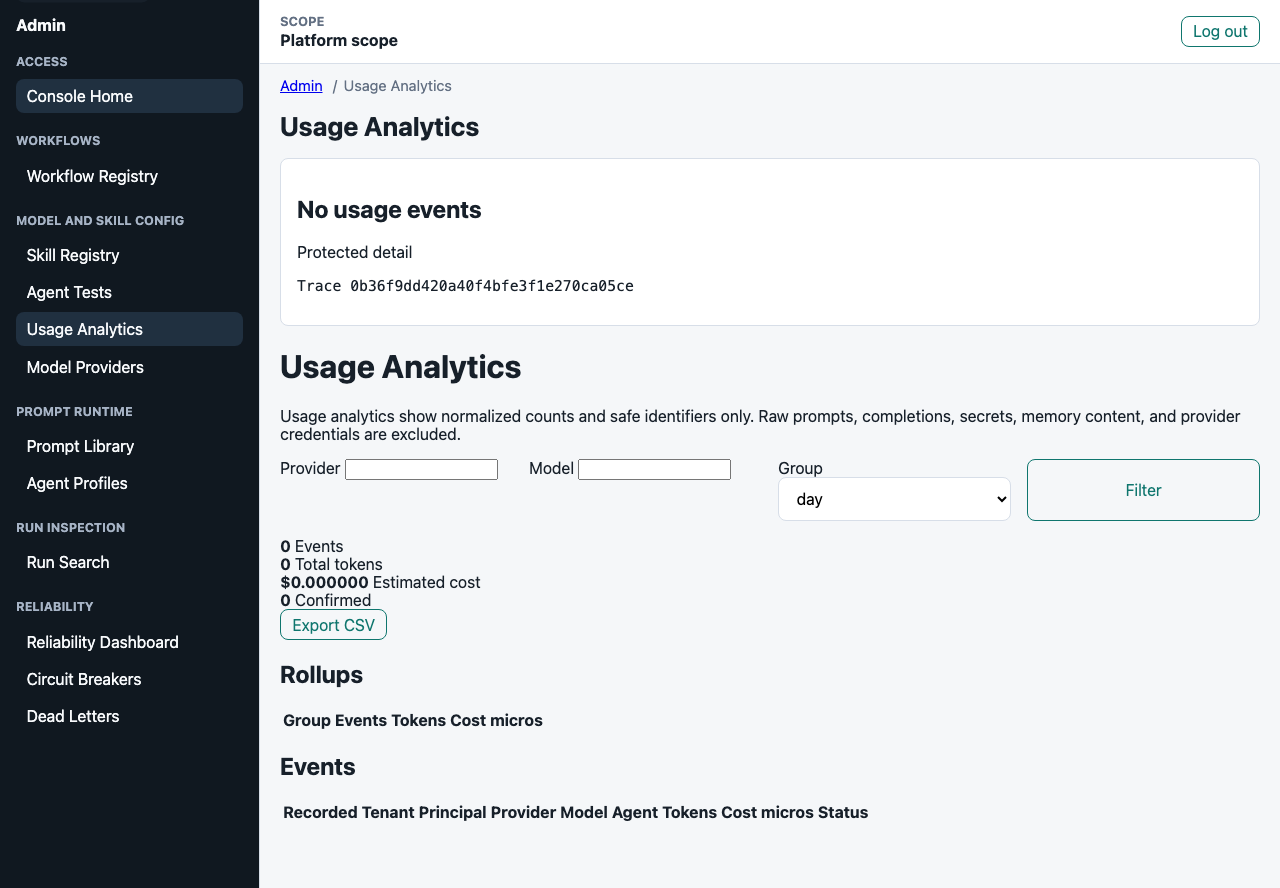 Admin
ACCESS
Console Home
WORKFLOWS
Workflow Registry
MODEL AND SKILL CONFIG
Skill Registry
Agent Tests
Usage Analytics
Model Providers
PROMPT RUNTIME
Prompt Library
Agent Profiles
RUN INSPECTION
Run Search
RELIABILITY
Reliability Dashboard
Circuit Breakers
Dead Letters
SCOPE
Platform scope
Log out
Admin / Usage Analytics
Usage Analytics
No usage events
Protected detail
Trace 0b36f9dd420a40f4bfe3f1e270ca05ce
Usage Analytics
Usage analytics show normalized counts and safe identifiers only. Raw prompts, completions, secrets, memory content, and provider
credentials are excluded.
Provider Model Group
day
Filter
0 Events
0 Total tokens
$0.000000 Estimated cost
0 Confirmed
Export CSV
Rollups
Group Events Tokens Cost micros
Events
Recorded Tenant Principal Provider Model Agent Tokens Cost micros Status